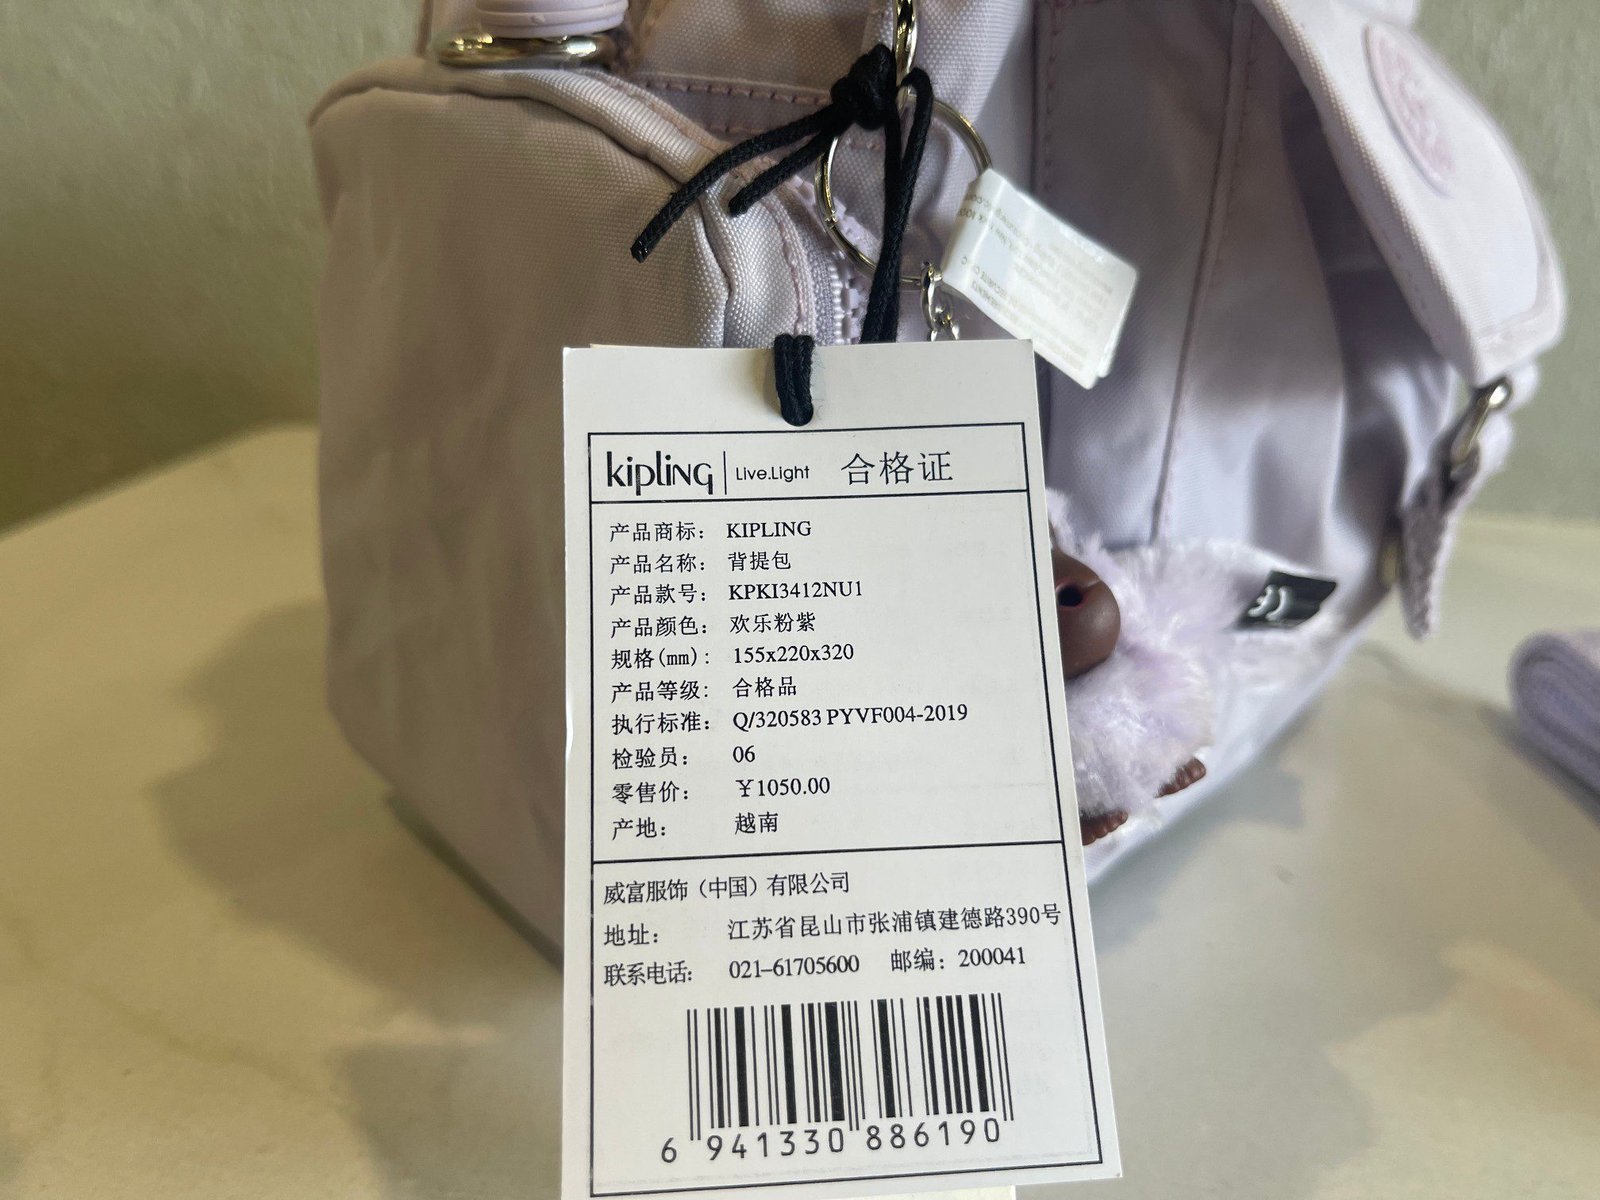 kipling Live.Light 合格证
产品商标： KIPLING
产品名称： 背提包
产品款号： KPKI3412NU1
产品颜色： 欢乐粉紫
规格(mm)： 155x220x320
产品等级： 合格品
执行标准： Q/320583 PYVF004-2019
检验员： 06
零售价： ￥1050.00
产地： 越南
威富服饰（中国）有限公司
地址： 江苏省昆山市张浦镇建德路390号
联系电话： 021-61705600 邮编：200041
6 941330 886190